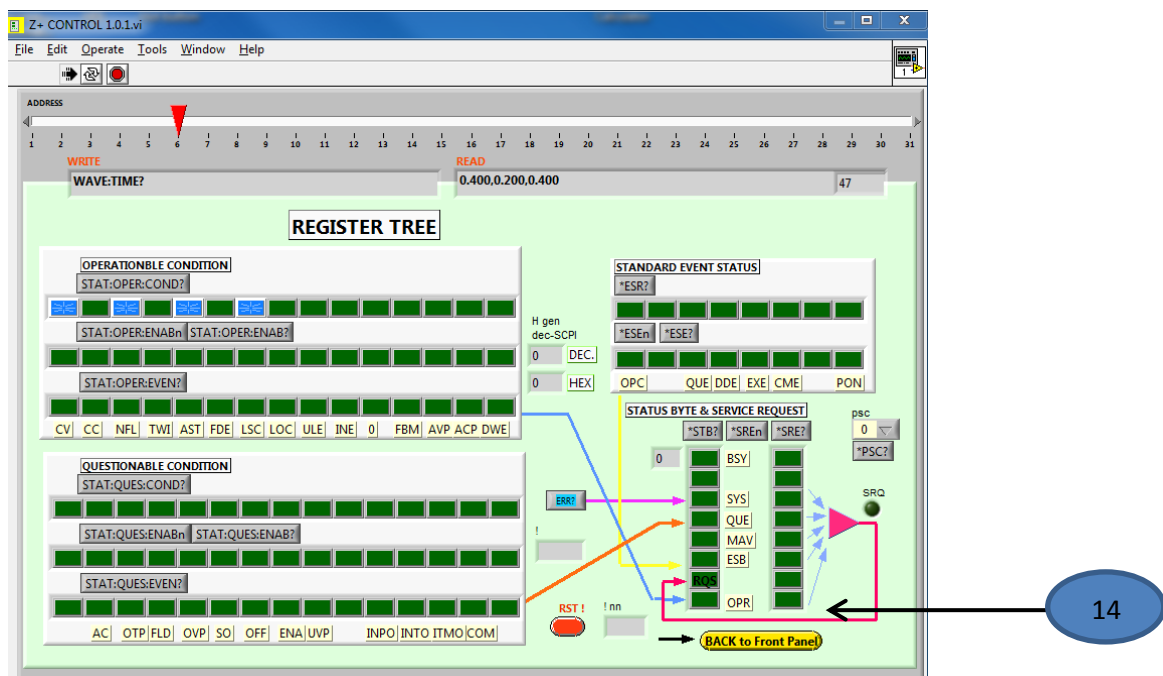 Z+ CONTROL 1.0.1.vi
File Edit Operate Tools Window Help
1
ADDRESS
1 2 3 4 5 6 7 8 9 10 11 12 13 14 15 16 17 18 19 20 21 22 23 24 25 26 27 28 29 30 31
WRITE READ
WAVE:TIME? 0.400,0.200,0.400 47
REGISTER TREE
OPERATIONBLE CONDITION
STAT:OPER:COND?
STAT:OPER:ENABn STAT:OPER:ENAB?
STAT:OPER:EVEN?
CV CC NFL TWI AST FDE LSC LOC ULE INE 0 FBM AVP ACP DWE
QUESTIONABLE CONDITION
STAT:QUES:COND?
STAT:QUES:ENABn STAT:QUES:ENAB?
STAT:QUES:EVEN?
AC OTP FLD OVP SO OFF ENA UVP INPO INTO ITMO COM
H gen
dec-SCPI
0 DEC.
0 HEX
STANDARD EVENT STATUS
*ESR?
*ESEn *ESE?
OPC QUE DDE EXE CME PON
STATUS BYTE & SERVICE REQUEST
*STB? *SREn *SRE?
0 BSY
SYS
QUE
MAV
ESB
RQS
OPR
psc
0
*PSC?
SRQ
ERR?
!
RST !
! nn
BACK to Front Panel
14